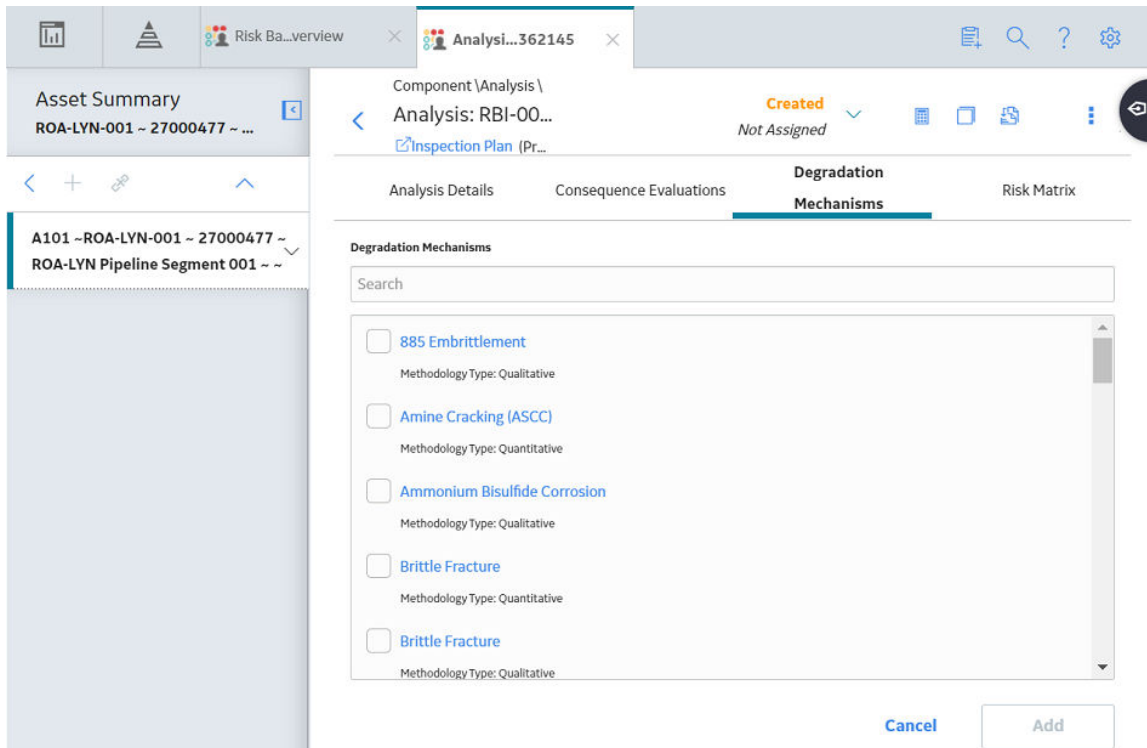 Risk Ba...verview
Analysi...362145
Asset Summary
ROA-LYN-001 ~ 27000477 ~ ...
A101 ~ROA-LYN-001 ~ 27000477 ~
ROA-LYN Pipeline Segment 001 ~ ~
Component \Analysis \
Analysis: RBI-00...
Inspection Plan (Pr...
Created
Not Assigned
Analysis Details
Consequence Evaluations
Degradation
Mechanisms
Risk Matrix
Degradation Mechanisms
Search
885 Embrittlement
Methodology Type: Qualitative
Amine Cracking (ASCC)
Methodology Type: Quantitative
Ammonium Bisulfide Corrosion
Methodology Type: Qualitative
Brittle Fracture
Methodology Type: Quantitative
Brittle Fracture
Methodology Type: Qualitative
Cancel
Add